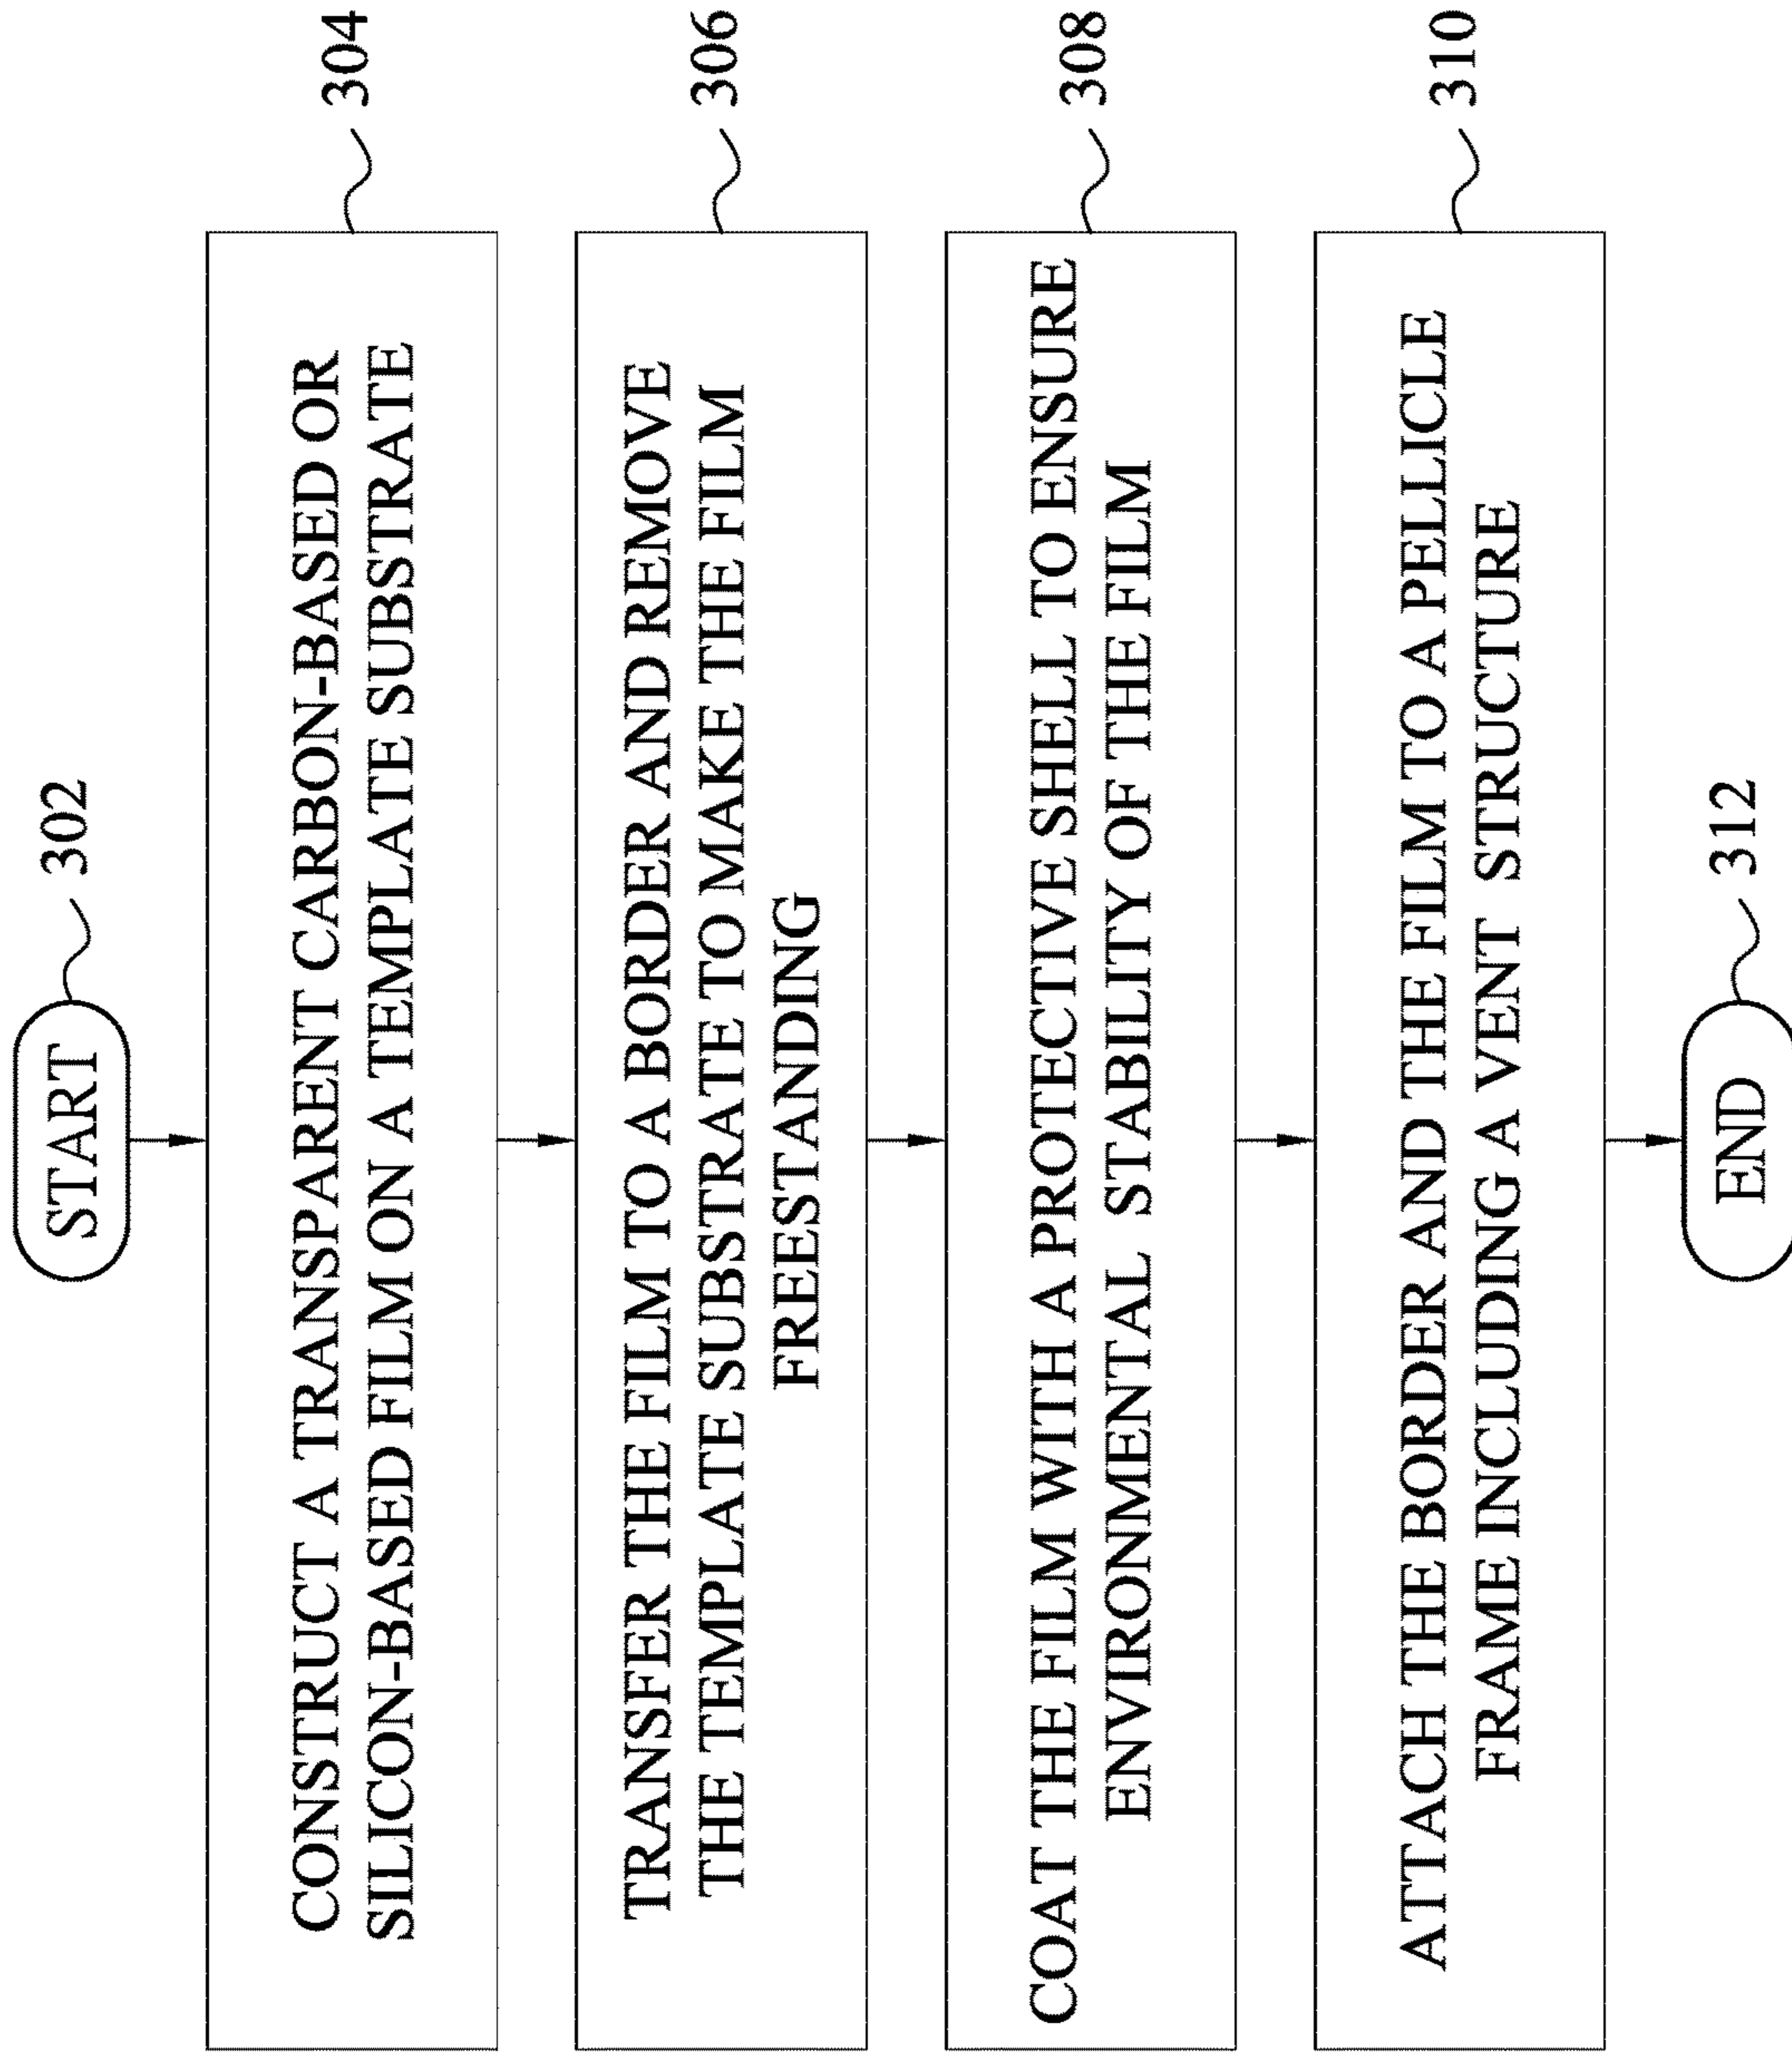 START
302
CONSTRUCT A TRANSPARENT CARBON-BASED OR
SILICON-BASED FILM ON A TEMPLATE SUBSTRATE
304
TRANSFER THE FILM TO A BORDER AND REMOVE
THE TEMPLATE SUBSTRATE TO MAKE THE FILM
FREESTANDING
306
COAT THE FILM WITH A PROTECTIVE SHELL TO ENSURE
ENVIRONMENTAL STABILITY OF THE FILM
308
ATTACH THE BORDER AND THE FILM TO A PELLICLE
FRAME INCLUDING A VENT STRUCTURE
310
END
312